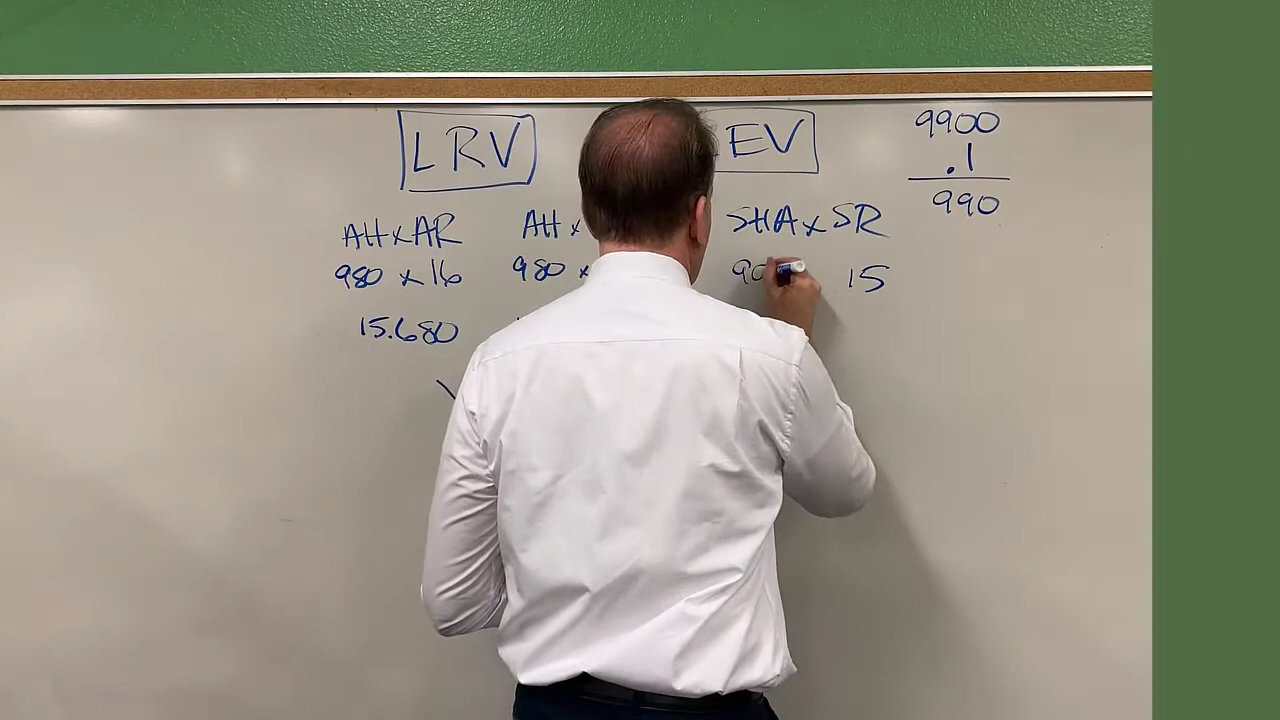 LRV EV
AH x AR AH x SHA x SR
980 x 16 980 x 15
15.680
9900
.1
990